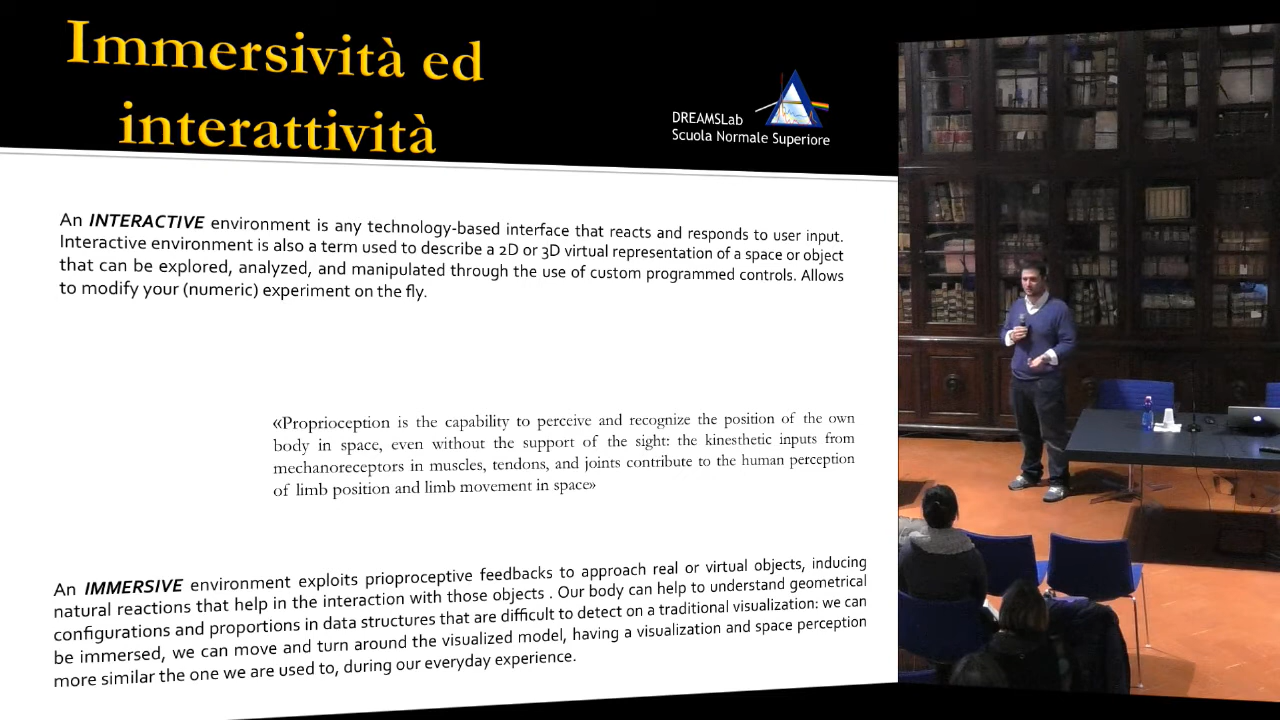 Immersività ed
interattività
DREAMSLab
Scuola Normale Superiore
An INTERACTIVE environment is any technology-based interface that reacts and responds to user input.
Interactive environment is also a term used to describe a 2D or 3D virtual representation of a space or object
that can be explored, analyzed, and manipulated through the use of custom programmed controls. Allows
to modify your (numeric) experiment on the fly.
«Proprioception is the capability to perceive and recognize the position of the own
body in space, even without the support of the sight: the kinesthetic inputs from
mechanoreceptors in muscles, tendons, and joints contribute to the human perception
of limb position and limb movement in space»
An IMMERSIVE environment exploits prioproceptive feedbacks to approach real or virtual objects, inducing
natural reactions that help in the interaction with those objects . Our body can help to understand geometrical
configurations and proportions in data structures that are difficult to detect on a traditional visualization: we can
be immersed, we can move and turn around the visualized model, having a visualization and space perception
more similar the one we are used to, during our everyday experience.